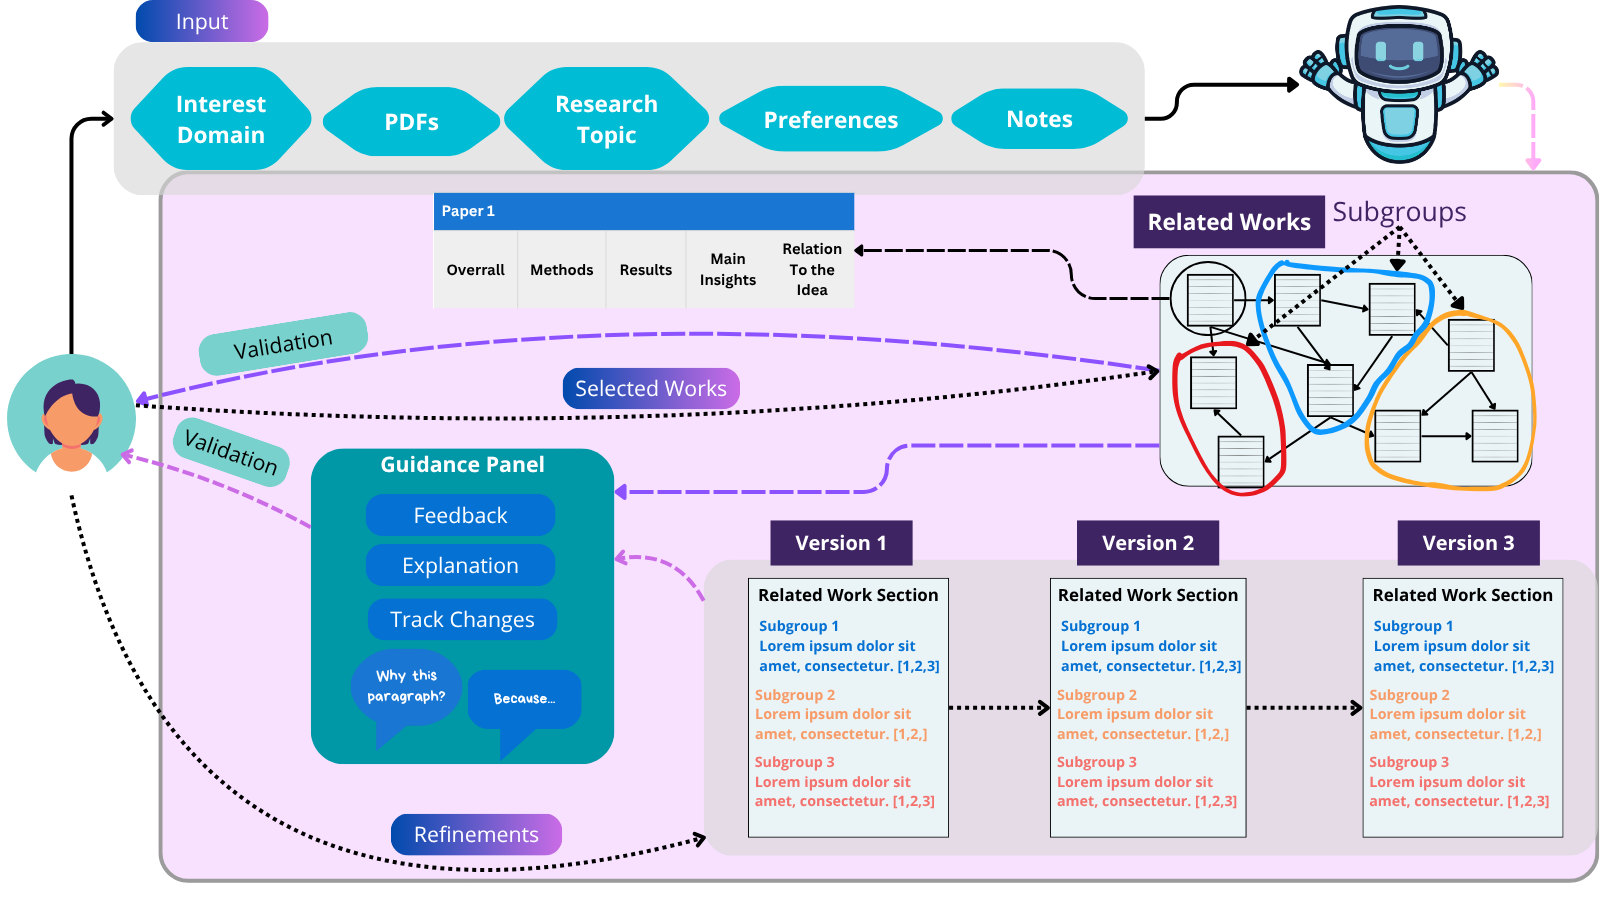 Input
Interest
Domain
PDFs
Research
Topic
Preferences
Notes
Paper 1
Overrall
Methods
Results
Main
Insights
Relation
To the
Idea
Related Works
Subgroups
Validation
Selected Works
Validation
Guidance Panel
Feedback
Explanation
Track Changes
Why this
paragraph?
Because...
Refinements
Version 1
Related Work Section
Subgroup 1
Lorem ipsum dolor sit
amet, consectetur. [1,2,3]
Subgroup 2
Lorem ipsum dolor sit
amet, consectetur. [1,2,]
Subgroup 3
Lorem ipsum dolor sit
amet, consectetur. [1,2,3]
Version 2
Related Work Section
Subgroup 1
Lorem ipsum dolor sit
amet, consectetur. [1,2,3]
Subgroup 2
Lorem ipsum dolor sit
amet, consectetur. [1,2,]
Subgroup 3
Lorem ipsum dolor sit
amet, consectetur. [1,2,3]
Version 3
Related Work Section
Subgroup 1
Lorem ipsum dolor sit
amet, consectetur. [1,2,3]
Subgroup 2
Lorem ipsum dolor sit
amet, consectetur. [1,2,]
Subgroup 3
Lorem ipsum dolor sit
amet, consectetur. [1,2,3]